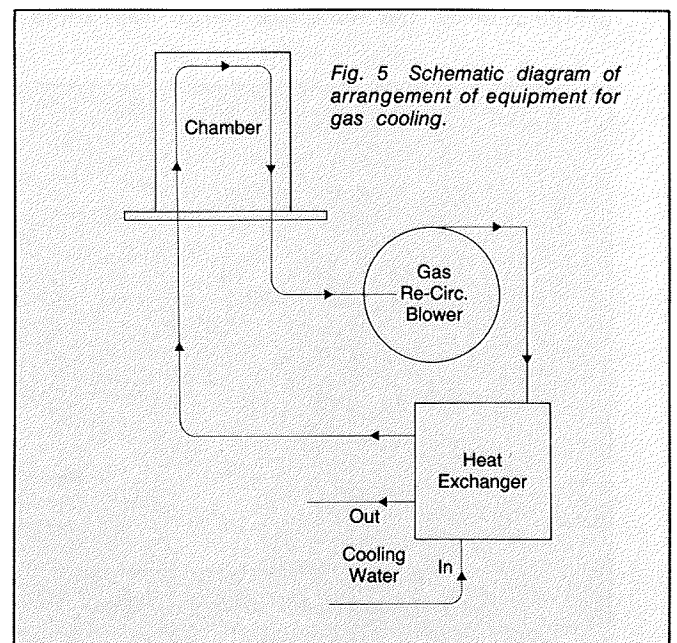 Fig. 5 Schematic diagram of
arrangement of equipment for
gas cooling.
Chamber
Gas
Re-Circ.
Blower
Heat
Exchanger
Out
Cooling
Water
In